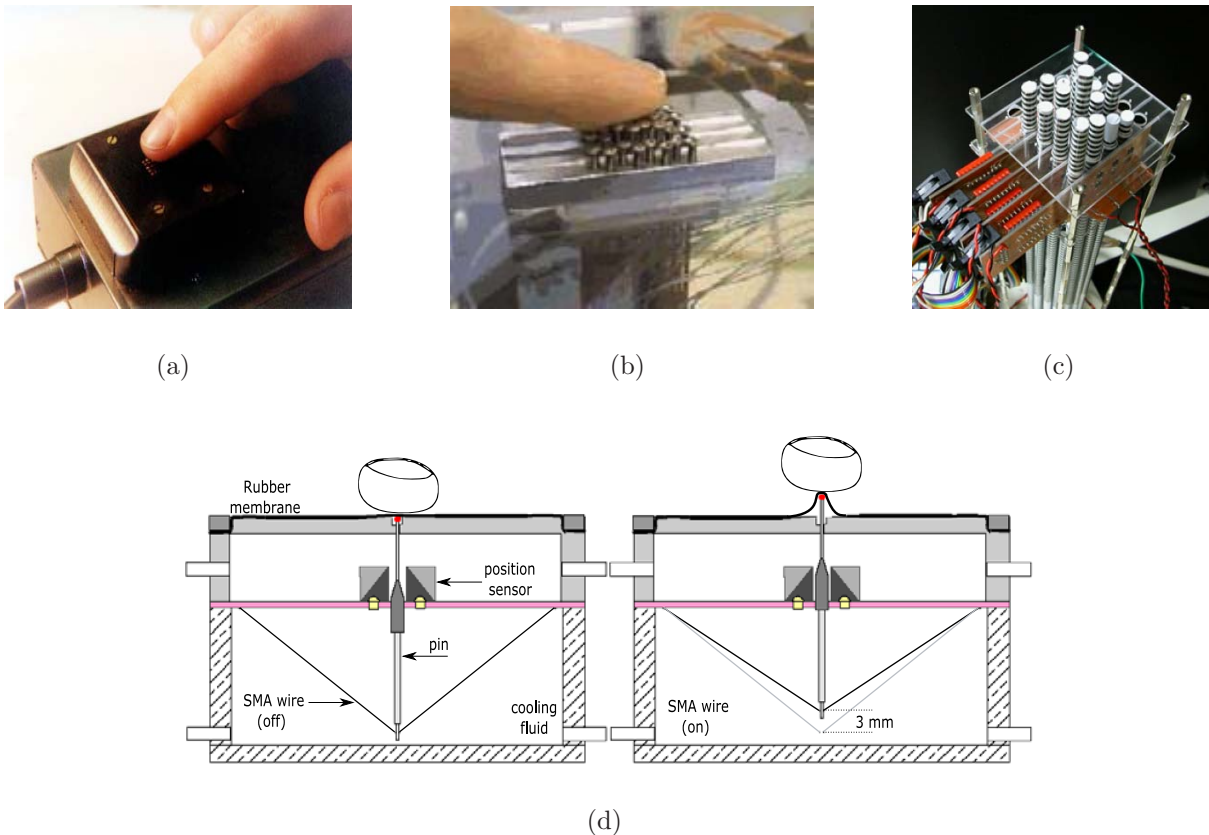 (a)
(b)
(c)
Rubber
membrane
position
sensor
pin
SMA wire
(off)
cooling
fluid
SMA wire
(on)
3 mm
(d)